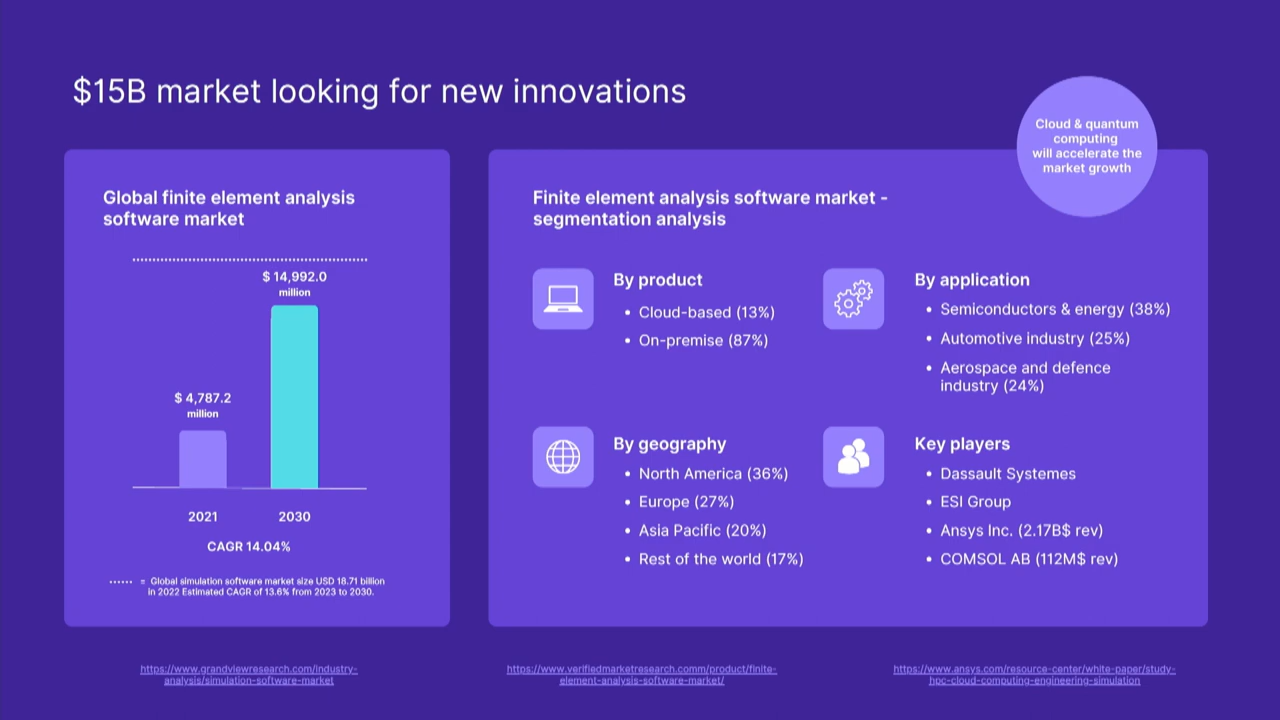 $15B market looking for new innovations
Cloud & quantum
computing
will accelerate the
market growth
Global finite element analysis
software market
$ 14,992.0
million
$ 4,787.2
million
2021
2030
CAGR 14.04%
...... = Global simulation software market size USD 18.71 billion
in 2022 Estimated CAGR of 13.6% from 2023 to 2030.
Finite element analysis software market -
segmentation analysis
By product
• Cloud-based (13%)
• On-premise (87%)
By application
• Semiconductors & energy (38%)
• Automotive industry (25%)
• Aerospace and defence
industry (24%)
By geography
• North America (36%)
• Europe (27%)
• Asia Pacific (20%)
• Rest of the world (17%)
Key players
• Dassault Systemes
• ESI Group
• Ansys Inc. (2.17B$ rev)
• COMSOL AB (112M$ rev)
https://www.grandviewresearch.com/industry-
analysis/simulation-software-market
https://www.verifiedmarketresearch.comm/product/finite-
element-analysis-software-market/
https://www.ansys.com/resource-center/white-paper/study-
hpc-cloud-computing-engineering-simulation